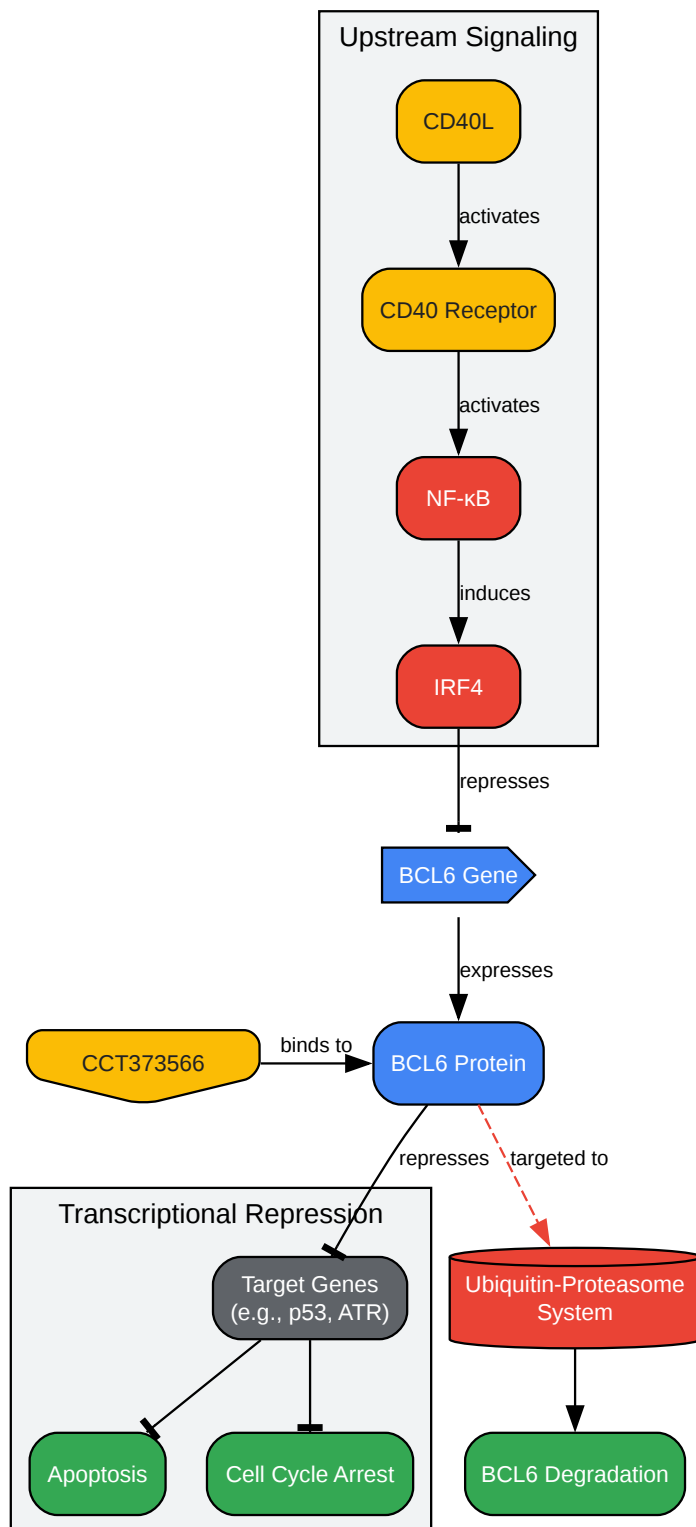 Upstream Signaling
CD40L
activates
CD40 Receptor
activates
NF-κB
induces
IRF4
represses
BCL6 Gene
expresses
CCT373566
binds to
BCL6 Protein
represses
targeted to
Transcriptional Repression
Target Genes
(e.g., p53, ATR)
Ubiquitin-Proteasome
System
Apoptosis
Cell Cycle Arrest
BCL6 Degradation